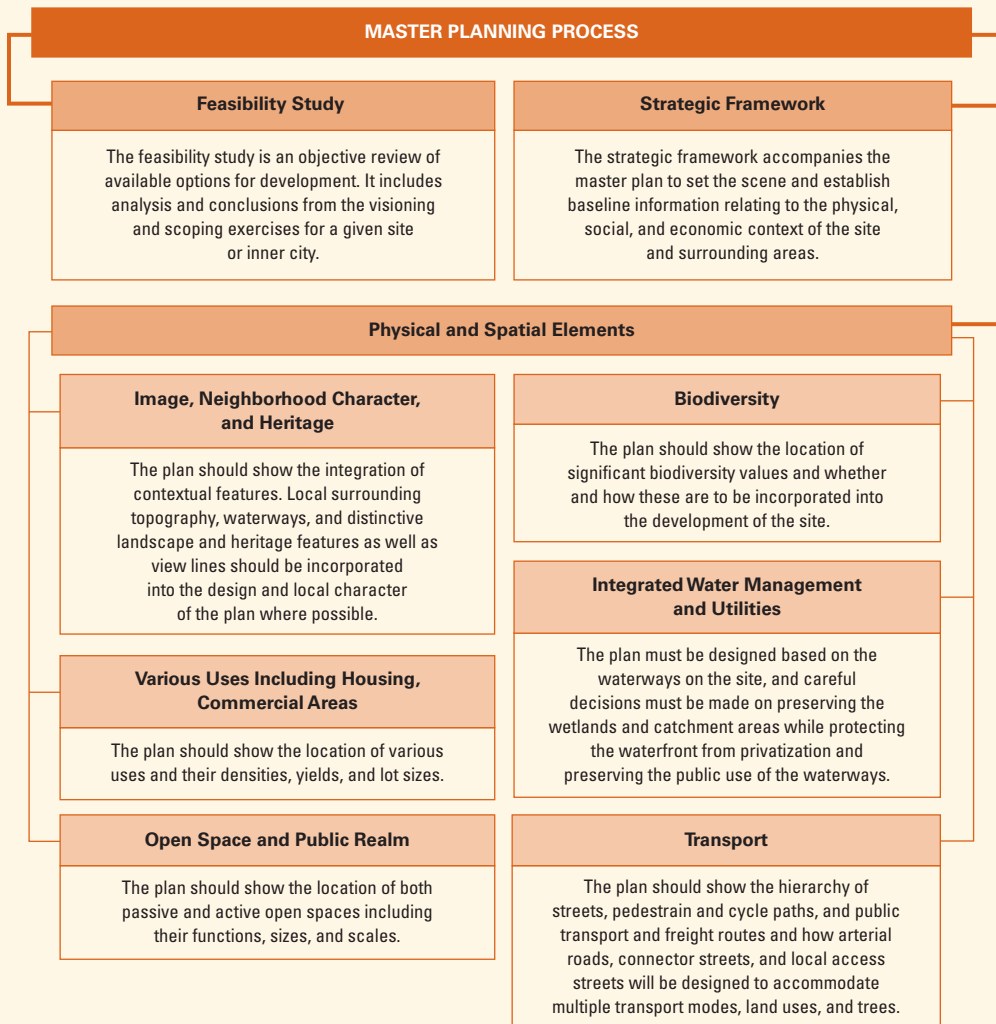 MASTER PLANNING PROCESS
Feasibility Study
The feasibility study is an objective review of
available options for development. It includes
analysis and conclusions from the visioning
and scoping exercises for a given site
or inner city.
Strategic Framework
The strategic framework accompanies the
master plan to set the scene and establish
baseline information relating to the physical,
social, and economic context of the site
and surrounding areas.
Physical and Spatial Elements
Image, Neighborhood Character,
and Heritage
The plan should show the integration of
contextual features. Local surrounding
topography, waterways, and distinctive
landscape and heritage features as well as
view lines should be incorporated
into the design and local character
of the plan where possible.
Various Uses Including Housing,
Commercial Areas
The plan should show the location of various
uses and their densities, yields, and lot sizes.
Open Space and Public Realm
The plan should show the location of both
passive and active open spaces including
their functions, sizes, and scales.
Biodiversity
The plan should show the location of
significant biodiversity values and whether
and how these are to be incorporated into
the development of the site.
Integrated Water Management
and Utilities
The plan must be designed based on the
waterways on the site, and careful
decisions must be made on preserving the
wetlands and catchment areas while protecting
the waterfront from privatization and
preserving the public use of the waterways.
Transport
The plan should show the hierarchy of
streets, pedestrain and cycle paths, and public
transport and freight routes and how arterial
roads, connector streets, and local access
streets will be designed to accommodate
multiple transport modes, land uses, and trees.